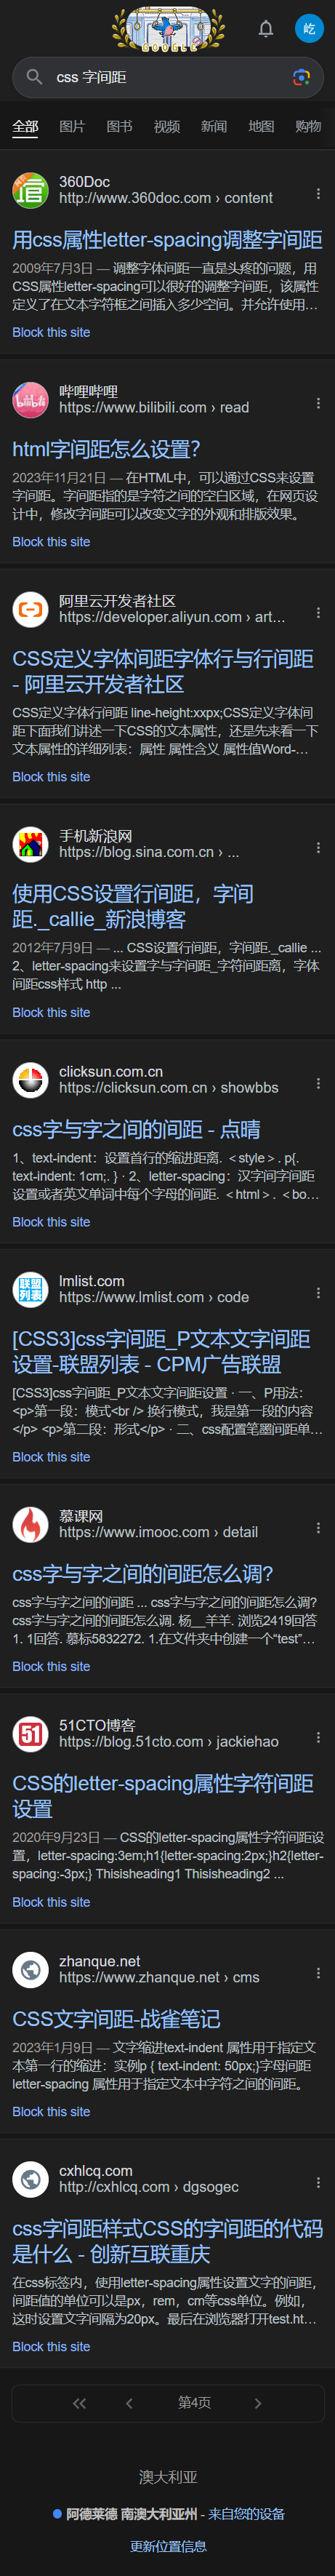 GOOGLE
屹
css 字间距
全部 图片 图书 视频 新闻 地图 购物
360Doc
http://www.360doc.com › content
用css属性letter-spacing调整字间距
2009年7月3日 — 调整字体间距一直是头疼的问题，用
CSS属性letter-spacing可以很好的调整字间距，该属性
定义了在文本字符框之间插入多少空间。并允许使用...
Block this site
哔哩哔哩
https://www.bilibili.com › read
html字间距怎么设置？
2023年11月21日 — 在HTML中，可以通过CSS来设置
字间距。字间距指的是字符之间的空白区域，在网页设
计中，修改字间距可以改变文字的外观和排版效果。
Block this site
阿里云开发者社区
https://developer.aliyun.com › art...
CSS定义字体间距字体行与行间距
- 阿里云开发者社区
CSS定义字体行间距 line-height:xxpx;CSS定义字体间
距下面我们讲述一下CSS的文本属性，还是先来看一下
文本属性的详细列表：属性 属性含义 属性值Word-...
Block this site
手机新浪网
https://blog.sina.com.cn › ...
使用CSS设置行间距，字间
距._callie_新浪博客
2012年7月9日 — ... CSS设置行间距，字间距._callie ...
2、letter-spacing来设置字与字间距_字符间距离，字体
间距css样式 http ...
Block this site
clicksun.com.cn
https://clicksun.com.cn › showbbs
css字与字之间的间距 - 点晴
1、text-indent：设置首行的缩进距离. ＜style＞. p{.
text-indent: 1cm;. } · 2、letter-spacing：汉字间字间距
设置或者英文单词中每个字母的间距. ＜html＞. ＜bo...
Block this site
联盟
列表
lmlist.com
https://www.lmlist.com › code
[CSS3]css字间距_P文本文字间距
设置-联盟列表 - CPM广告联盟
[CSS3]css字间距_P文本文字间距设置 · 一、P用法：
<p>第一段：模式<br /> 换行模式，我是第一段的内容
</p> <p>第二段：形式</p> · 二、css配置笔墨间距单...
Block this site
慕课网
https://www.imooc.com › detail
css字与字之间的间距怎么调?
css字与字之间的间距 ... css字与字之间的间距怎么调?
css字与字之间的间距怎么调. 杨__羊羊. 浏览2419回答
1. 1回答. 慕标5832272. 1.在文件夹中创建一个“test”...
Block this site
51
51CTO博客
https://blog.51cto.com › jackiehao
CSS的letter-spacing属性字符间距
设置
2020年9月23日 — CSS的letter-spacing属性字符间距设
置，letter-spacing:3em;h1{letter-spacing:2px;}h2{letter-
spacing:-3px;} Thisisheading1 Thisisheading2 ...
Block this site
zhanque.net
https://www.zhanque.net › cms
CSS文字间距-战雀笔记
2023年1月9日 — 文字缩进text-indent 属性用于指定文
本第一行的缩进：实例p { text-indent: 50px;}字母间距
letter-spacing 属性用于指定文本中字符之间的间距。
Block this site
cxhlcq.com
http://cxhlcq.com › dgsogec
css字间距样式CSS的字间距的代码
是什么 - 创新互联重庆
在css标签内，使用letter-spacing属性设置文字的间距，
间距值的单位可以是px，rem，cm等css单位。例如，
这时设置文字间隔为20px。最后在浏览器打开test.ht...
Block this site
第4页
澳大利亚
阿德莱德 南澳大利亚州 - 来自您的设备
更新位置信息